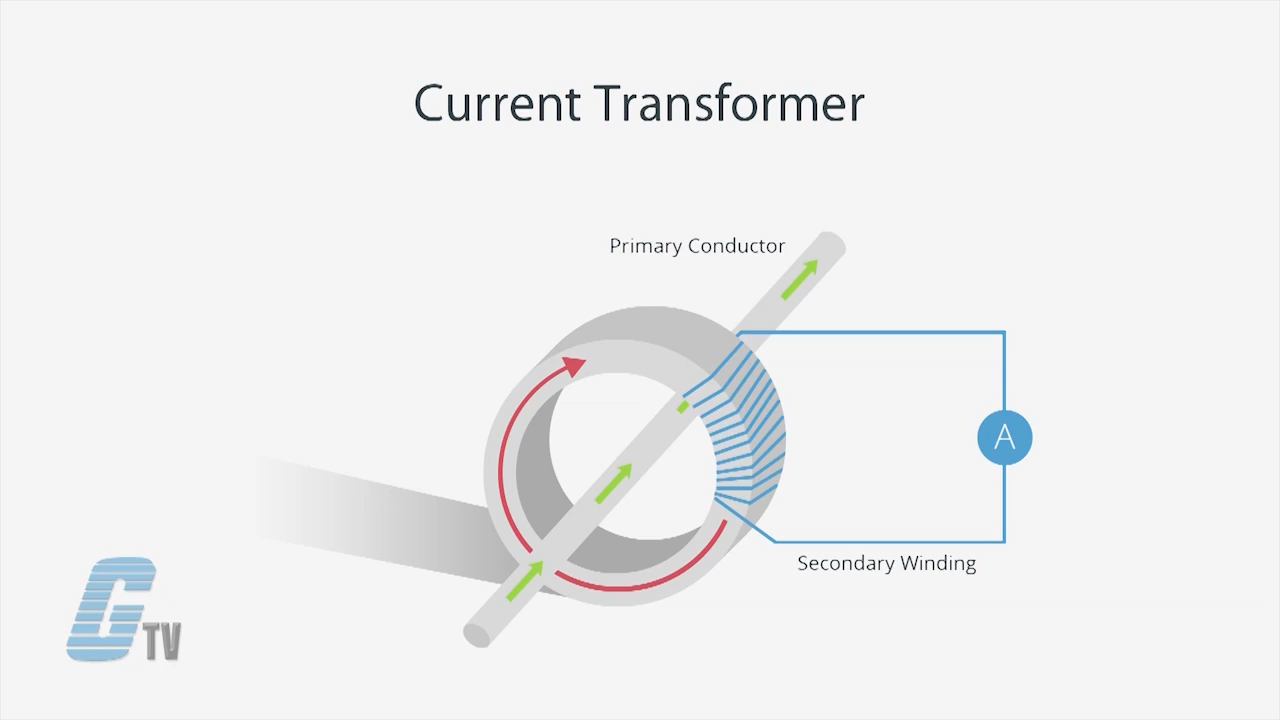 Current Transformer
Primary Conductor
A
Secondary Winding
G
TV